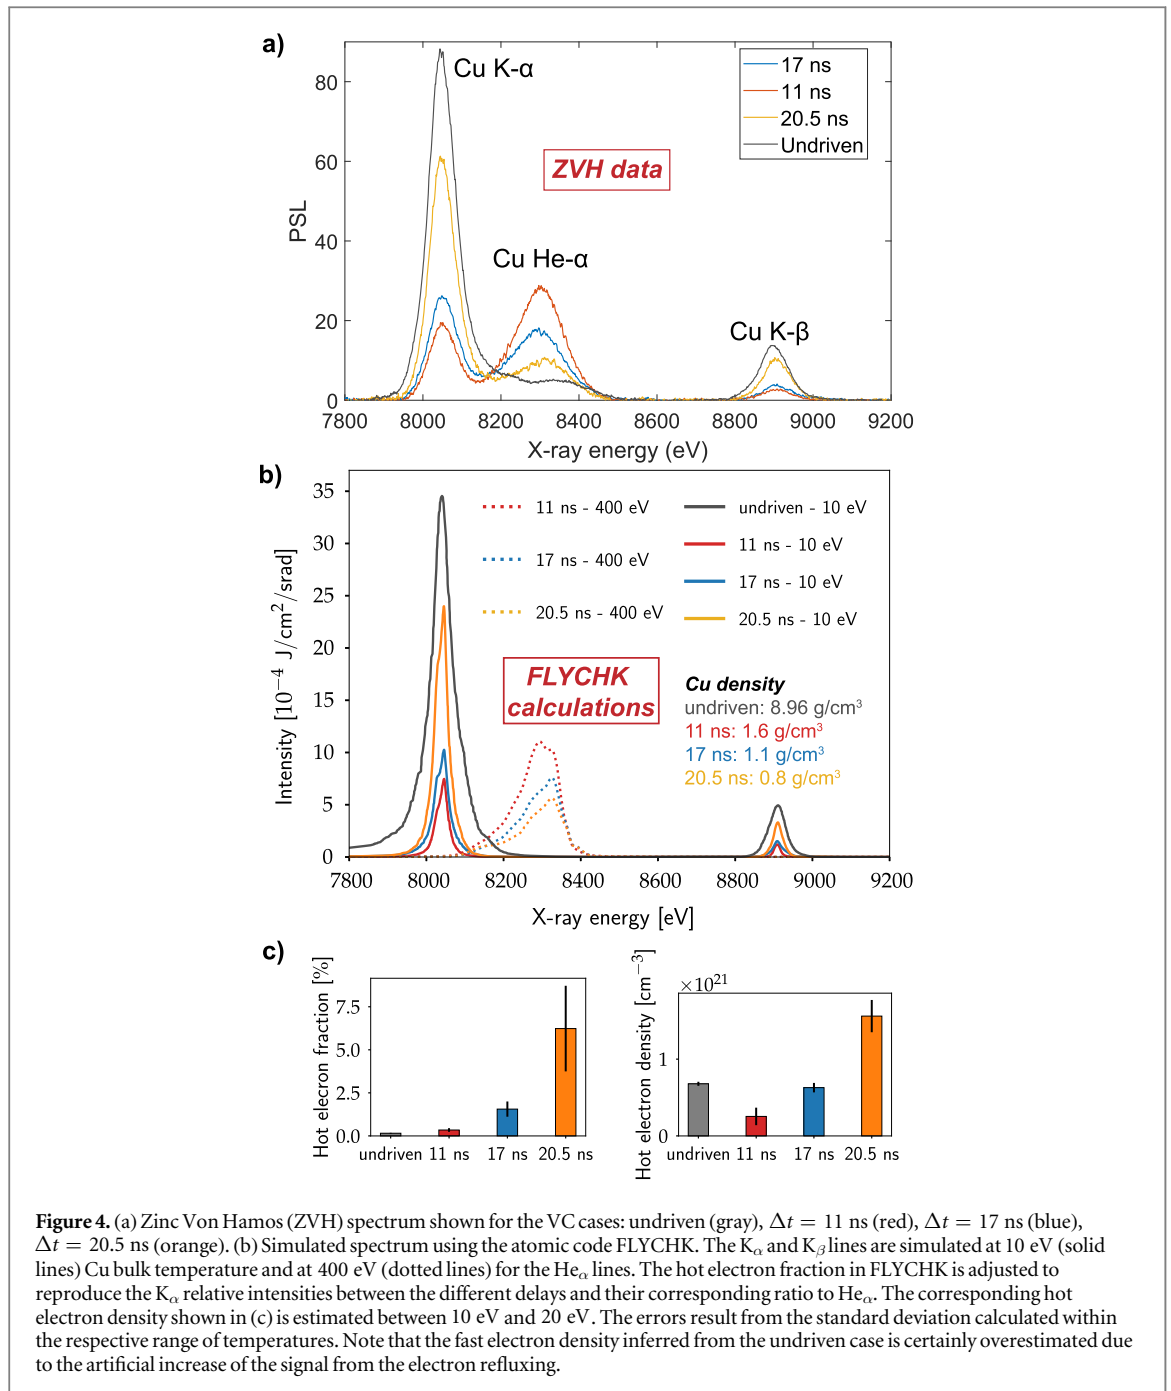 a)
Cu K-α
17 ns
11 ns
20.5 ns
Undriven
ZVH data
Cu He-α
Cu K-β
PSL
80
60
40
20
0
7800 8000 8200 8400 8600 8800 9000 9200
X-ray energy (eV)
b)
35
30
25
20
15
10
5
0
Intensity [10⁻⁴ J/cm²/srad]
11 ns - 400 eV
17 ns - 400 eV
20.5 ns - 400 eV
undriven - 10 eV
11 ns - 10 eV
17 ns - 10 eV
20.5 ns - 10 eV
FLYCHK
calculations
Cu density
undriven: 8.96 g/cm³
11 ns: 1.6 g/cm³
17 ns: 1.1 g/cm³
20.5 ns: 0.8 g/cm³
7800 8000 8200 8400 8600 8800 9000 9200
X-ray energy [eV]
c)
Hot elecron fraction [%]
7.5
5.0
2.5
0.0
undriven 11 ns 17 ns 20.5 ns
Hot electron density [cm⁻³]
×10²¹
1
0
undriven 11 ns 17 ns 20.5 ns
Figure 4. (a) Zinc Von Hamos (ZVH) spectrum shown for the VC cases: undriven (gray), Δt = 11 ns (red), Δt = 17 ns (blue),
Δt = 20.5 ns (orange). (b) Simulated spectrum using the atomic code FLYCHK. The Kα and Kβ lines are simulated at 10 eV (solid
lines) Cu bulk temperature and at 400 eV (dotted lines) for the Heα lines. The hot electron fraction in FLYCHK is adjusted to
reproduce the Kα relative intensities between the different delays and their corresponding ratio to Heα. The corresponding hot
electron density shown in (c) is estimated between 10 eV and 20 eV. The errors result from the standard deviation calculated within
the respective range of temperatures. Note that the fast electron density inferred from the undriven case is certainly overestimated due
to the artificial increase of the signal from the electron refluxing.